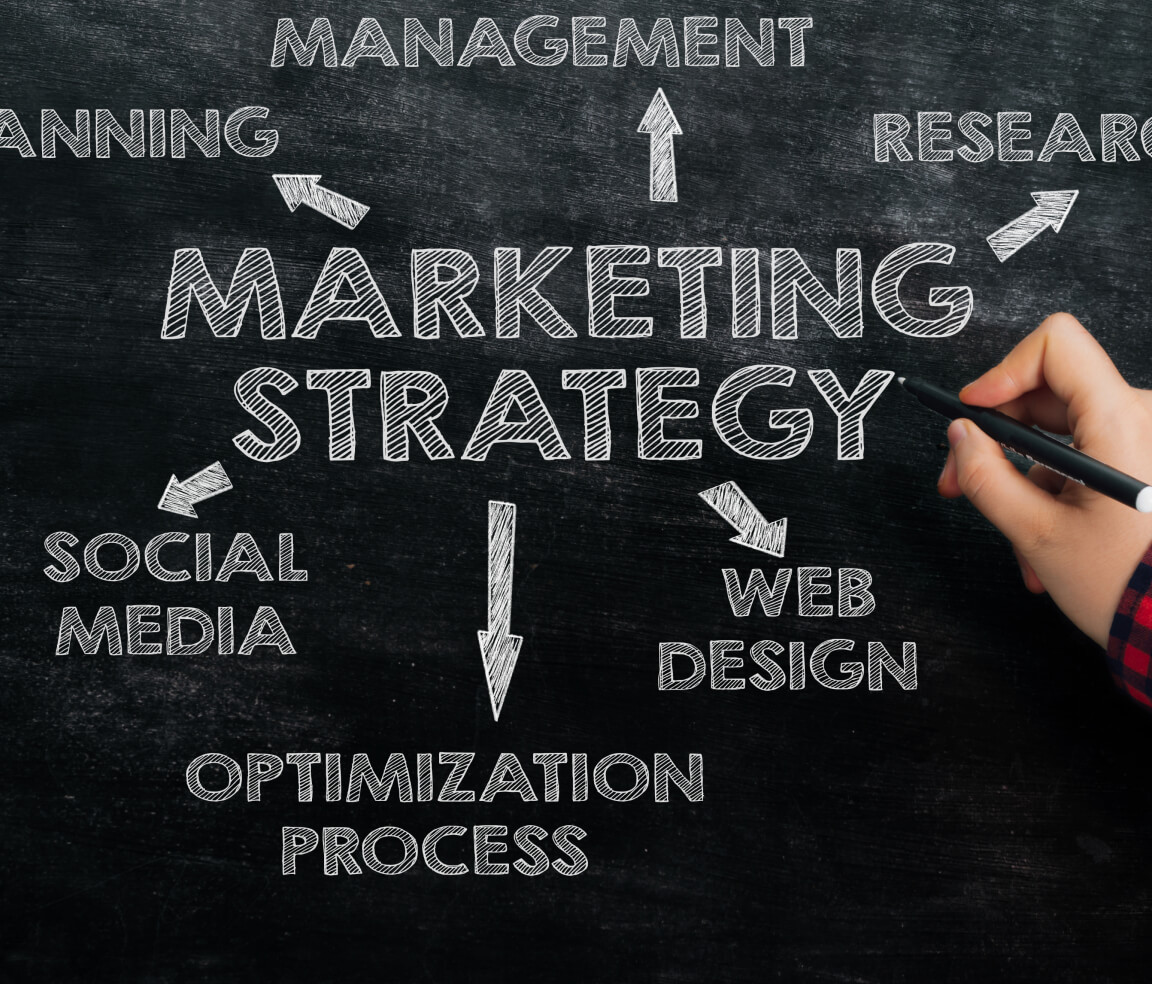 MANAGEMENT
ANNING
RESEARC
MARKETING
STRATEGY
SOCIAL
MEDIA
WEB
DESIGN
OPTIMIZATION
PROCESS